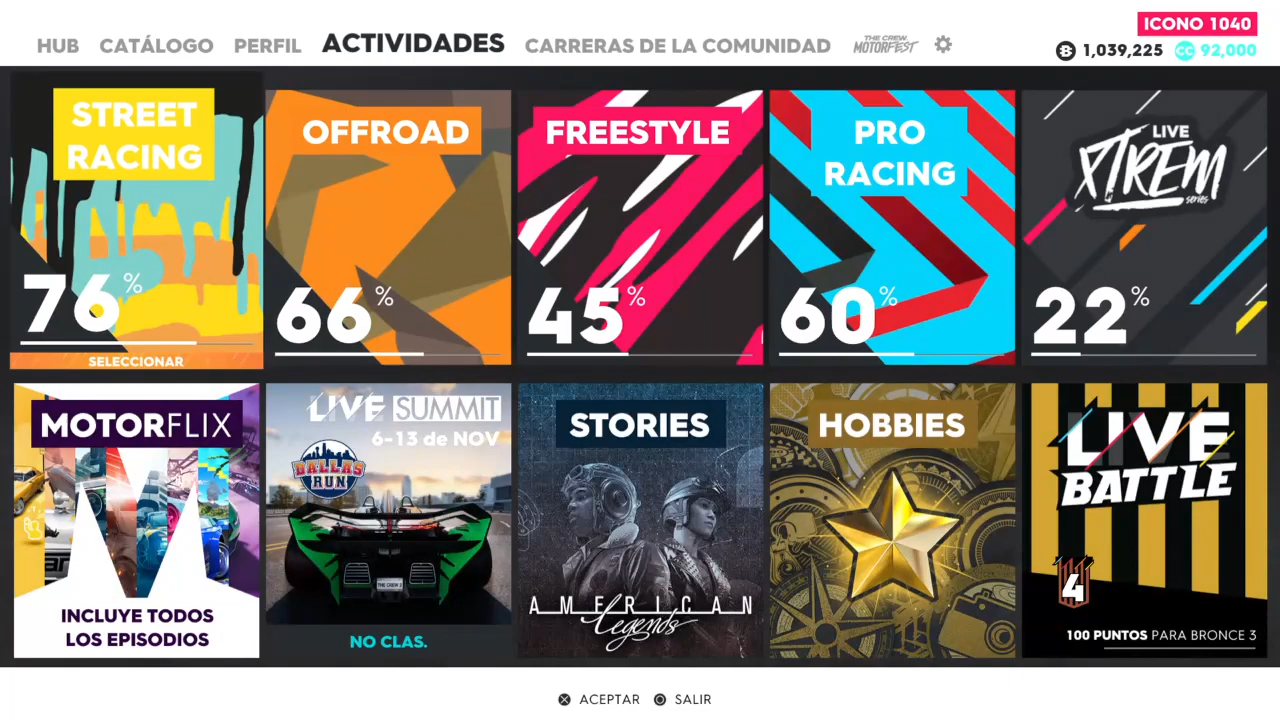 ICONO 1040
HUB CATÁLOGO PERFIL ACTIVIDADES CARRERAS DE LA COMUNIDAD THE CREW MOTORFEST
1,039,225 CC 92,000
STREET
RACING
76%
SELECCIONAR
OFFROAD
66%
FREESTYLE
45%
PRO
RACING
60%
LIVE
XTREM
series
22%
MOTORFLIX
INCLUYE TODOS
LOS EPISODIOS
LIVE SUMMIT
6-13 de NOV
DALLAS
RUN
THE CREW 2
NO CLAS.
STORIES
AMERICAN
Legends
HOBBIES
LIVE
BATTLE
4
100 PUNTOS PARA BRONCE 3
ACEPTAR SALIR